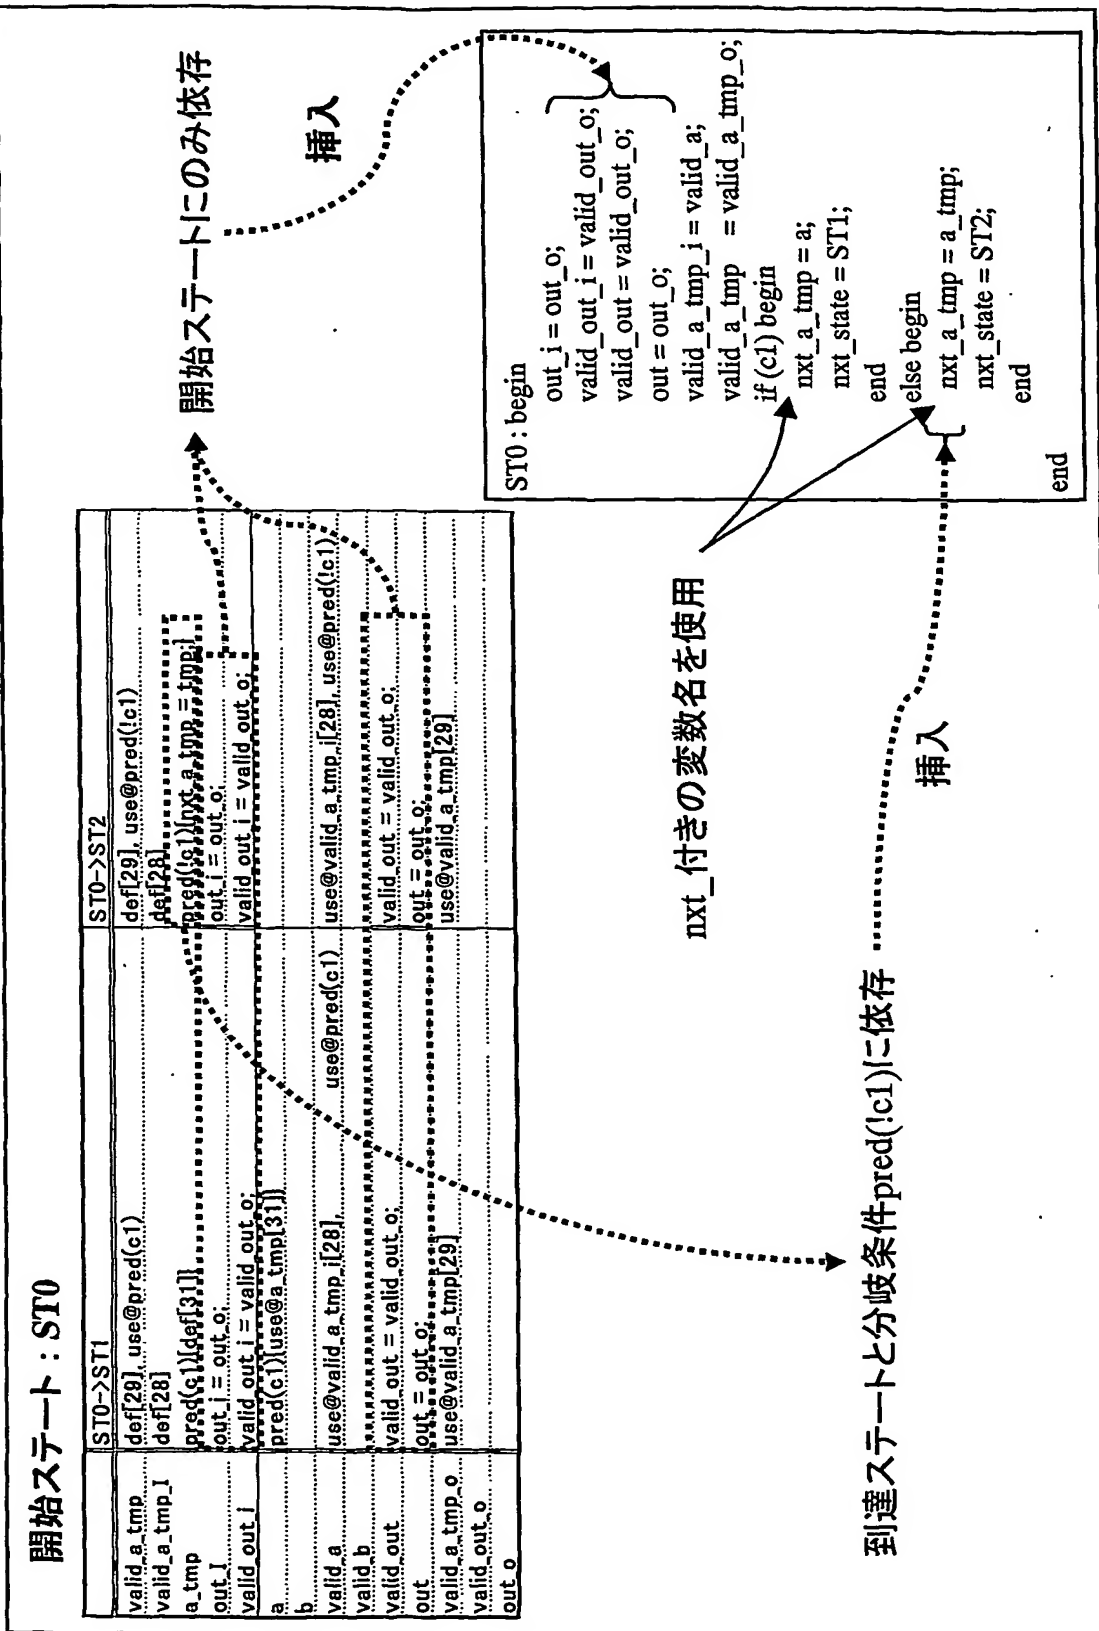 開始ステート : ST0
ST0->ST1 ST0->ST2
valid_a_tmp def[29], use@pred(c1) def[29], use@pred(!c1)
valid_a_tmp_I def[28] def[28]
a_tmp pred(c1){def[31]} pred(!c1){nxt_a_tmp = tmp;}
out_I out_i = out_o; out_i = out_o;
valid_out_i valid_out_i = valid_out_o; valid_out_i = valid_out_o;
a pred(c1){use@a_tmp[31]}
b
valid_a use@valid_a_tmp_i[28], use@pred(c1) use@valid_a_tmp_i[28], use@pred(!c1)
valid_b
valid_out valid_out = valid_out_o; valid_out = valid_out_o;
out out = out_o; out = out_o;
valid_a_tmp_o use@valid_a_tmp[29] use@valid_a_tmp[29]
valid_out_o
out_o
開始ステートにのみ依存
挿入
ST0 : begin
out_i = out_o;
valid_out_i = valid_out_o;
valid_out = valid_out_o;
out = out_o;
valid_a_tmp_i = valid_a;
valid_a_tmp = valid_a_tmp_o;
if (c1) begin
nxt_a_tmp = a;
nxt_state = ST1;
end
else begin
nxt_a_tmp = a_tmp;
nxt_state = ST2;
end
end
nxt_付きの変数名を使用
挿入
到達ステートと分岐条件pred(!c1)に依存